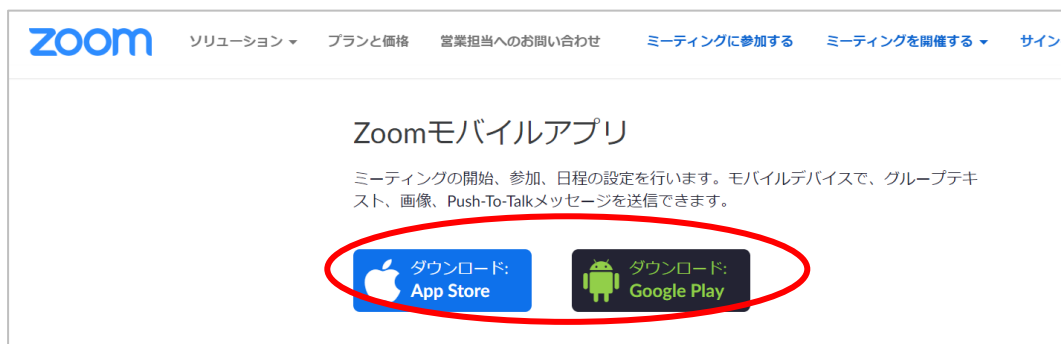 zoom ソリューション プランと価格 営業担当へのお問い合わせ ミーティングに参加する ミーティングを開催する サイン
Zoomモバイルアプリ
ミーティングの開始、参加、日程の設定を行います。モバイルデバイスで、グループテキ
スト、画像、Push-To-Talkメッセージを送信できます。
ダウンロード:
App Store
ダウンロード:
Google Play